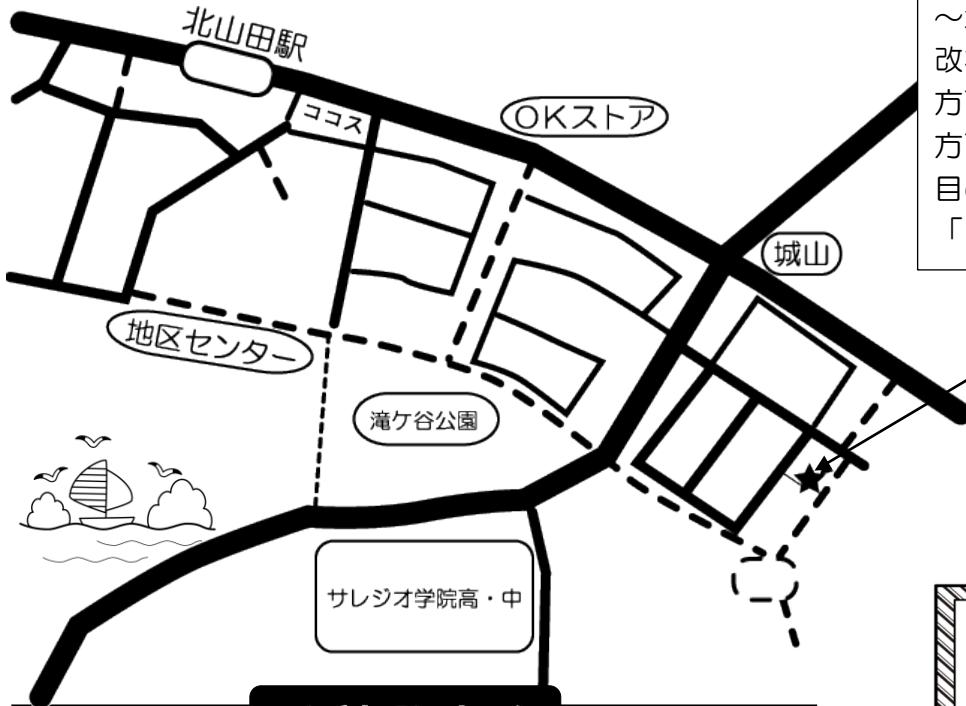 北山田駅
ココス
OKストア
城山
地区センター
滝ケ谷公園
サレジオ学院高・中
改
方
方
目
「